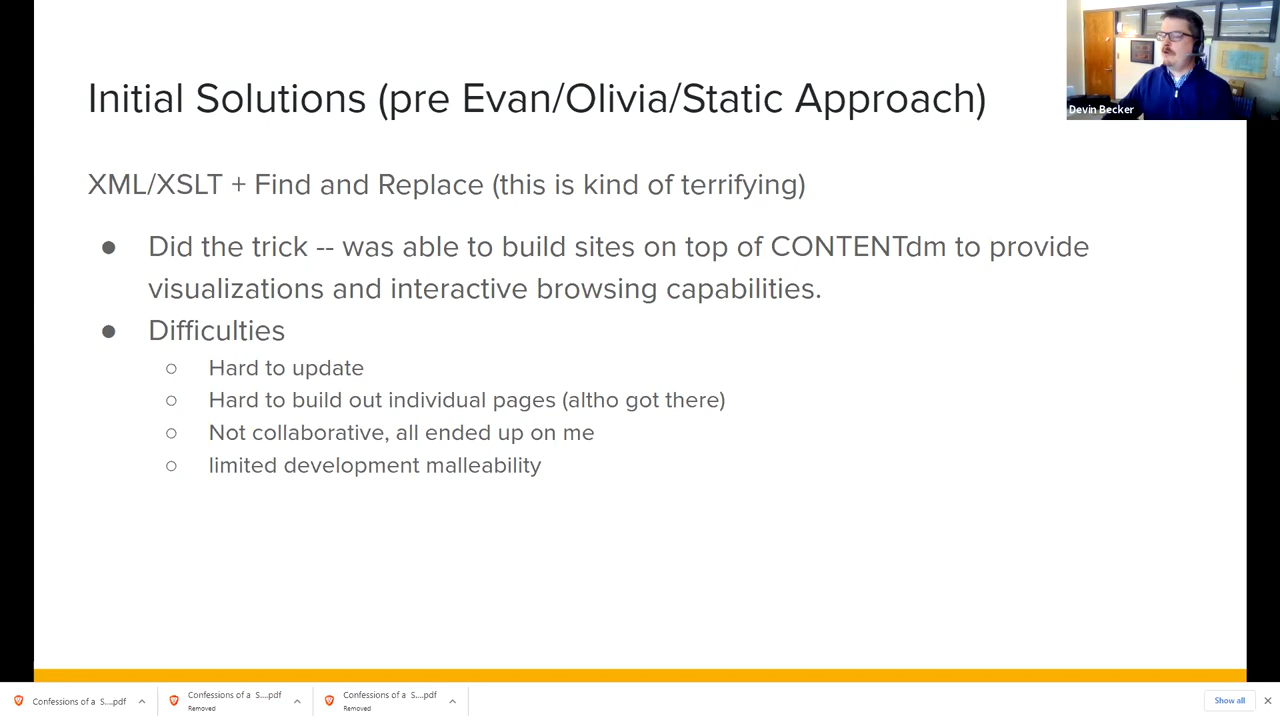 Initial Solutions (pre Evan/Olivia/Static Approach)
Devin Becker
XML/XSLT + Find and Replace (this is kind of terrifying)
● Did the trick -- was able to build sites on top of CONTENTdm to provide
visualizations and interactive browsing capabilities.
● Difficulties
○ Hard to update
○ Hard to build out individual pages (altho got there)
○ Not collaborative, all ended up on me
○ limited development malleability
Confessions of a S....pdf
Confessions of a S....pdf
Removed
Confessions of a S....pdf
Removed
Show all